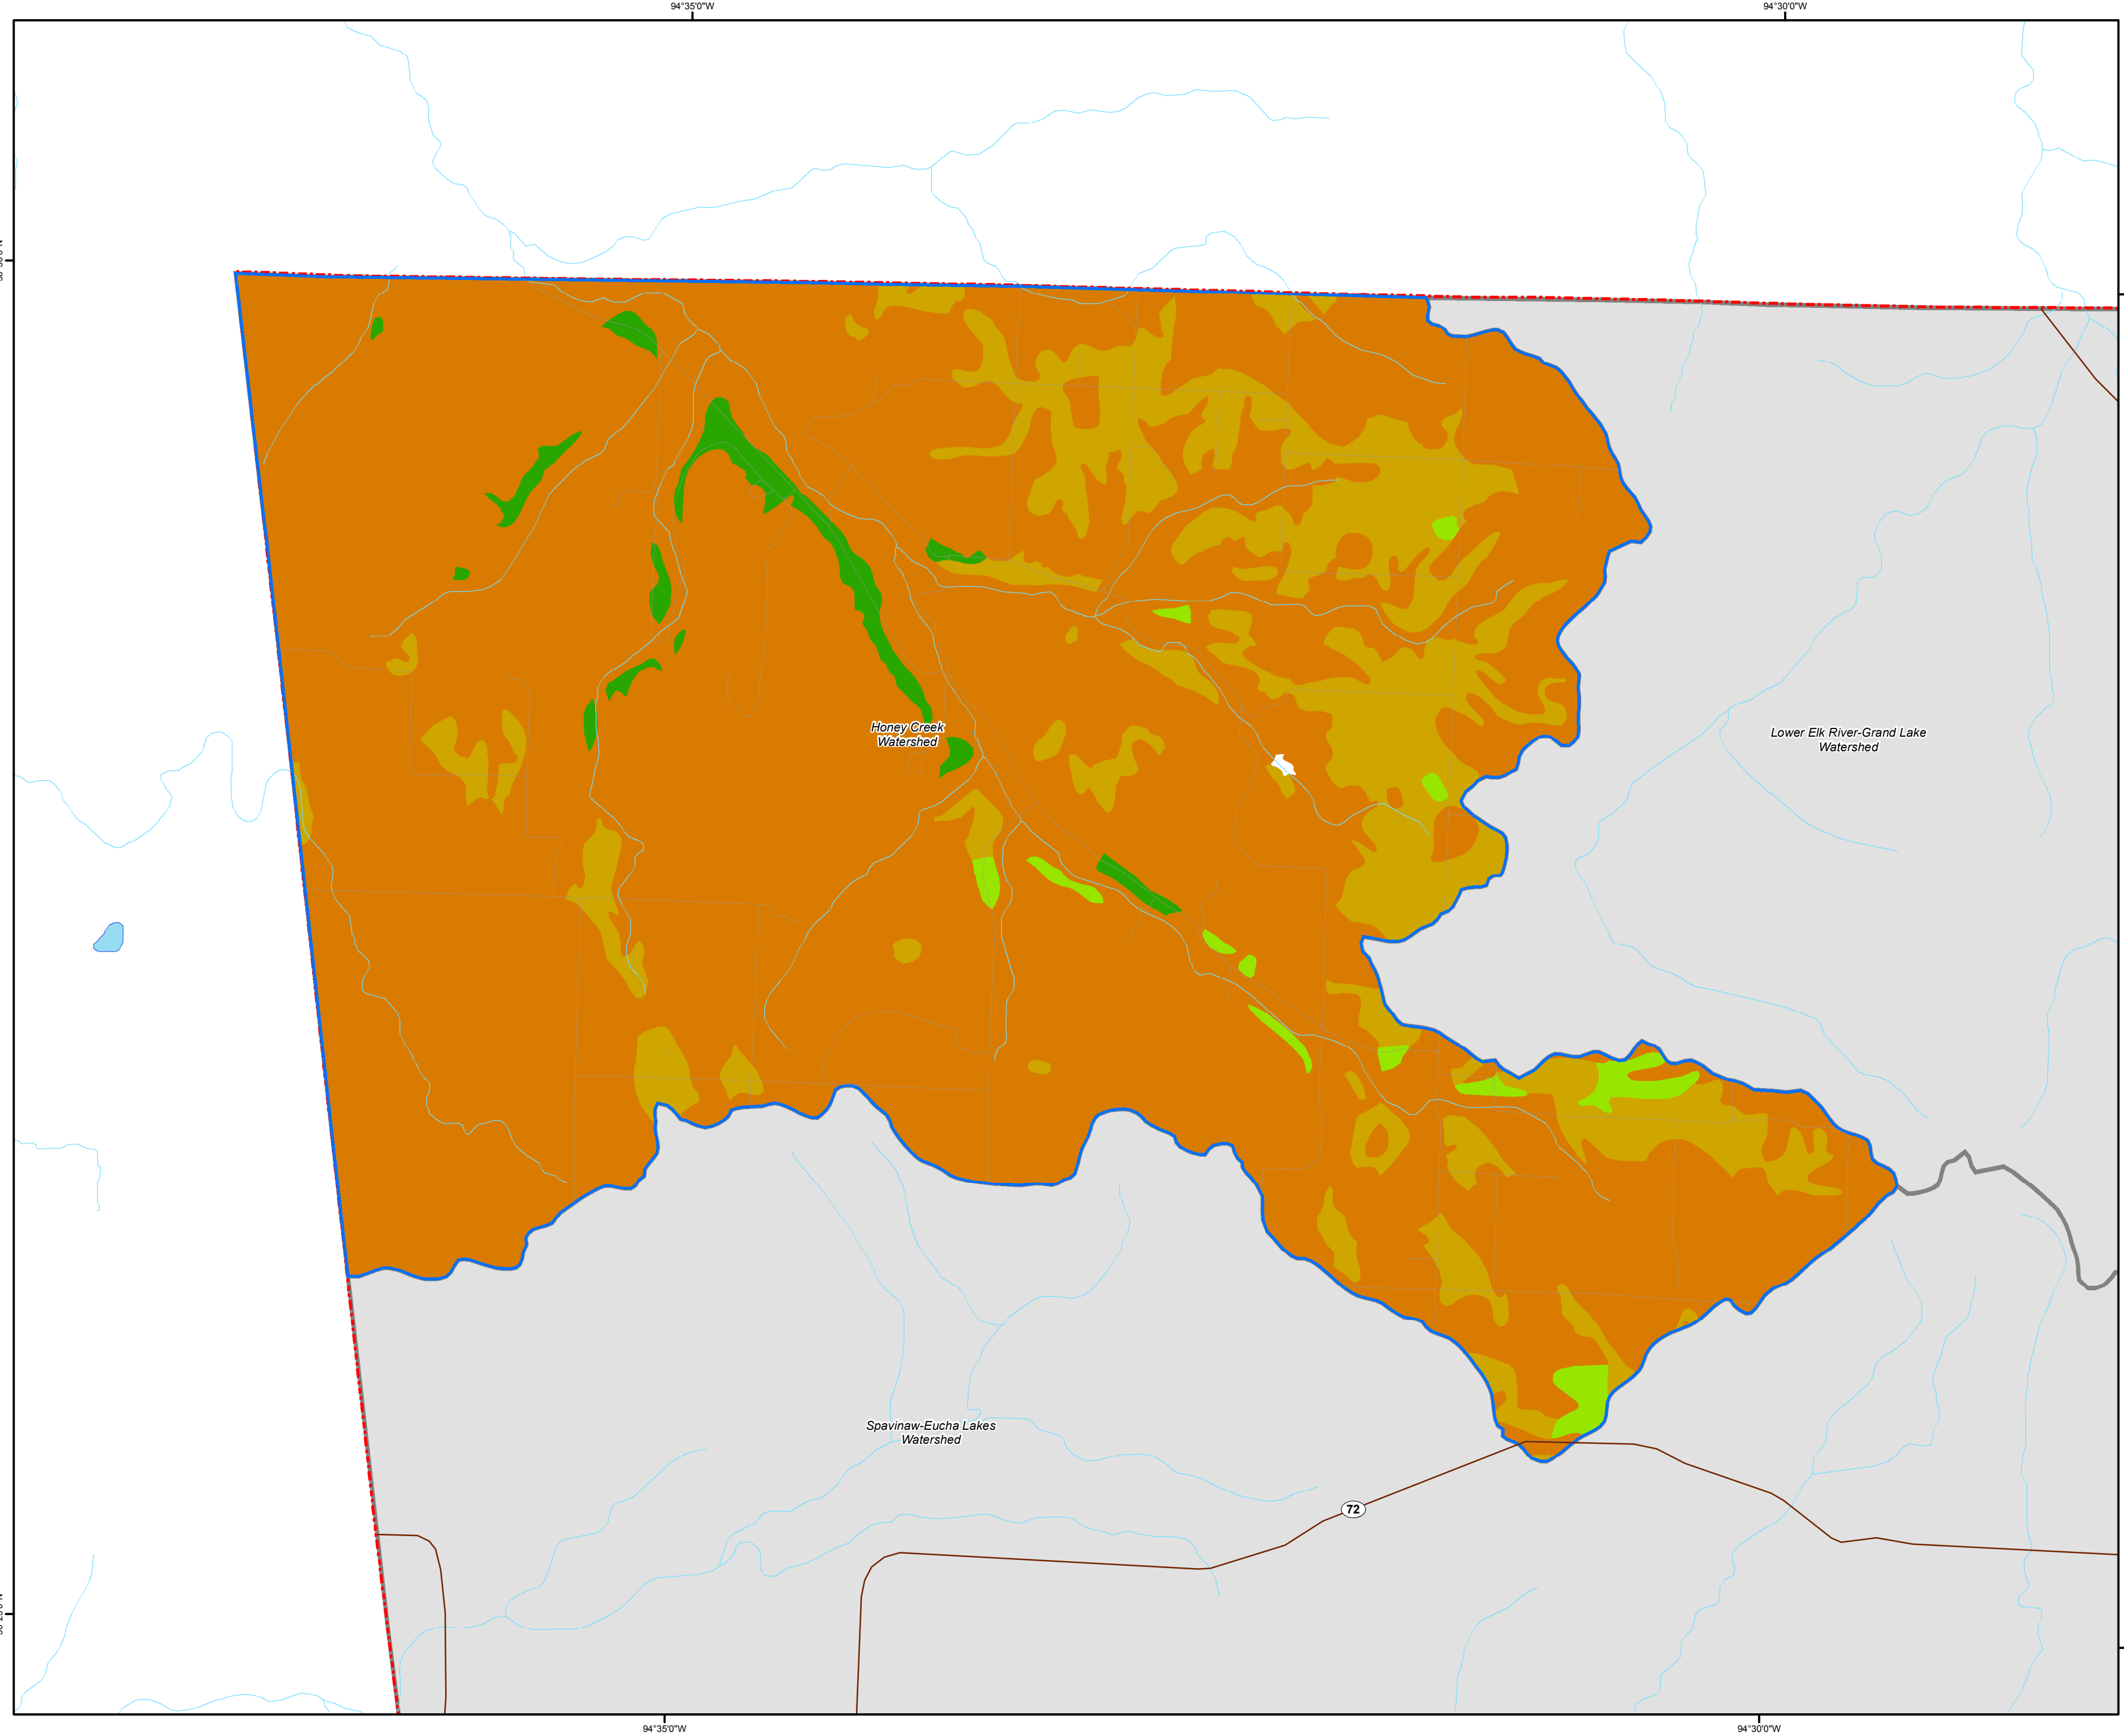 94°35'0"W
94°30'0"W
Honey Creek
Watershed
Lower Elk River-Grand Lake
Watershed
Spavinaw-Eucha Lakes
Watershed
72
94°35'0"W
94°30'0"W